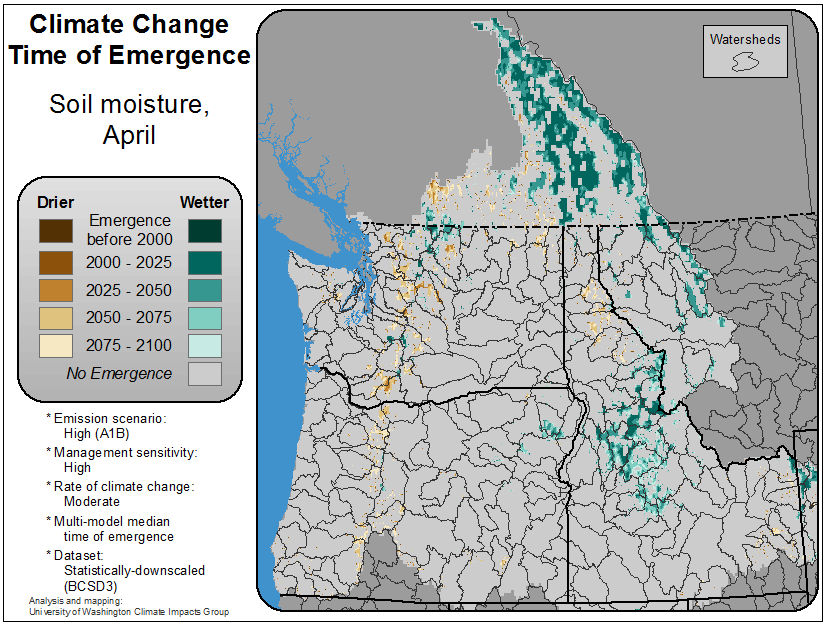 Climate Change
Time of Emergence
Soil moisture,
April
Drier
Wetter
Emergence
before 2000
2000 - 2025
2025 - 2050
2050 - 2075
2075 - 2100
No Emergence
* Emission scenario:
High (A1B)
* Management sensitivity:
High
* Rate of climate change:
Moderate
* Multi-model median
time of emergence
* Dataset:
Statistically-downscaled
(BCSD3)
Analysis and mapping:
University of Washington Climate Impacts Group
Watersheds